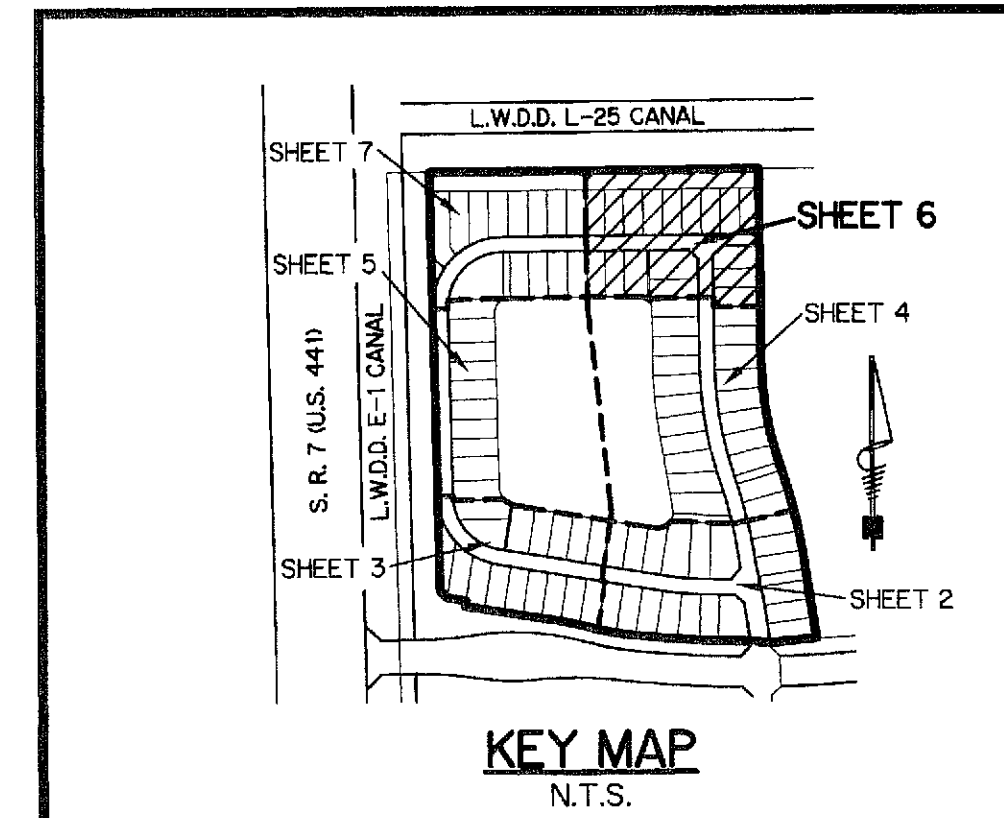 L.W.D.D. L-25 CANAL
SHEET 7
SHEET 6
SHEET 5
SHEET 4
S. R. 7 (U.S. 441)
L.W.D.D. E-1 CANAL
SHEET 3
SHEET 2
KEY MAP
N.T.S.